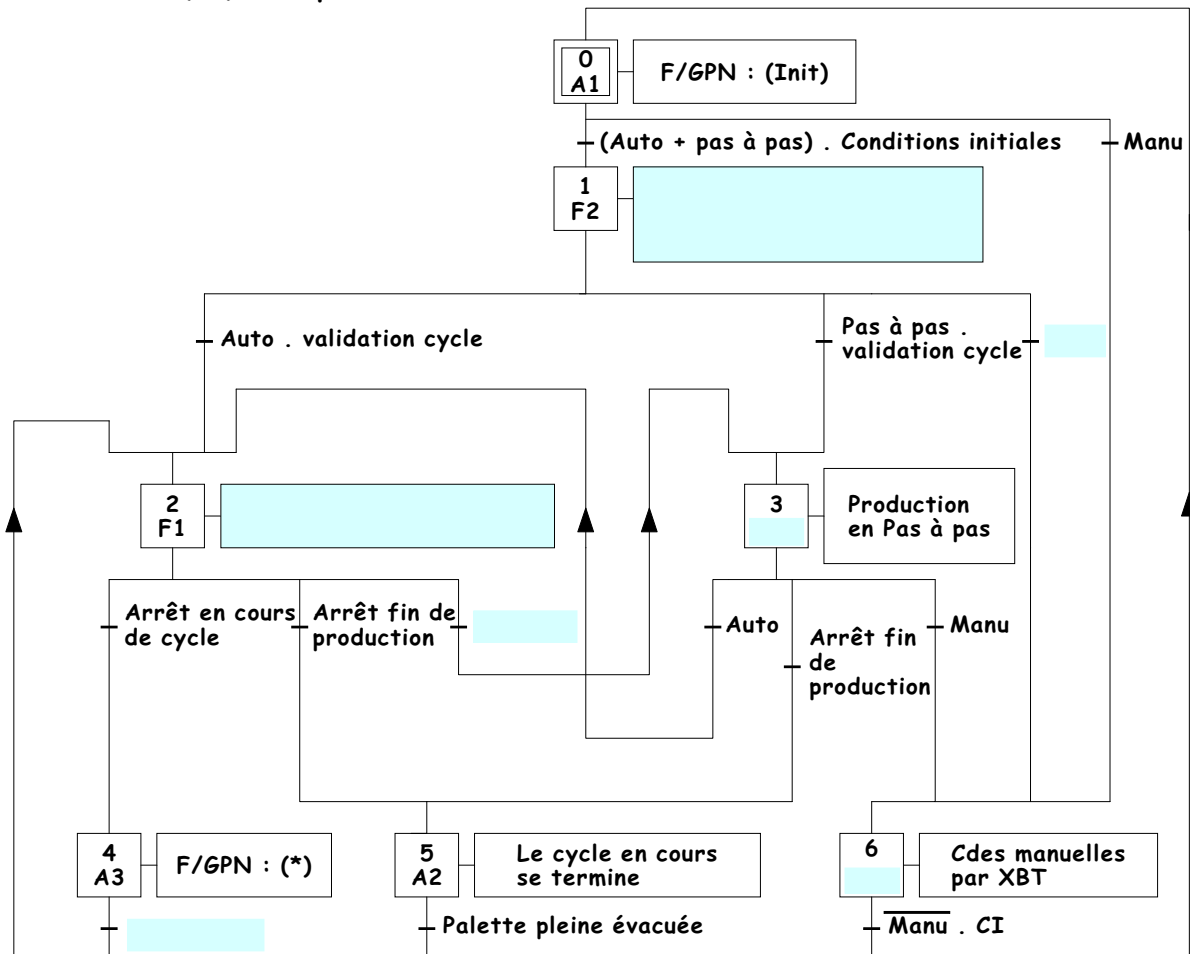 0
A1
F/GPN : (Init)
(Auto + pas à pas) . Conditions initiales
Manu
1
F2
Auto . validation cycle
Pas à pas .
validation cycle
2
F1
3
Production
en Pas à pas
Arrêt en cours
de cycle
Arrêt fin de
production
Auto
Arrêt fin
de
production
Manu
4
A3
F/GPN : (*)
5
A2
Le cycle en cours
se termine
6
Cdes manuelles
par XBT
Palette pleine évacuée
Manu . CI